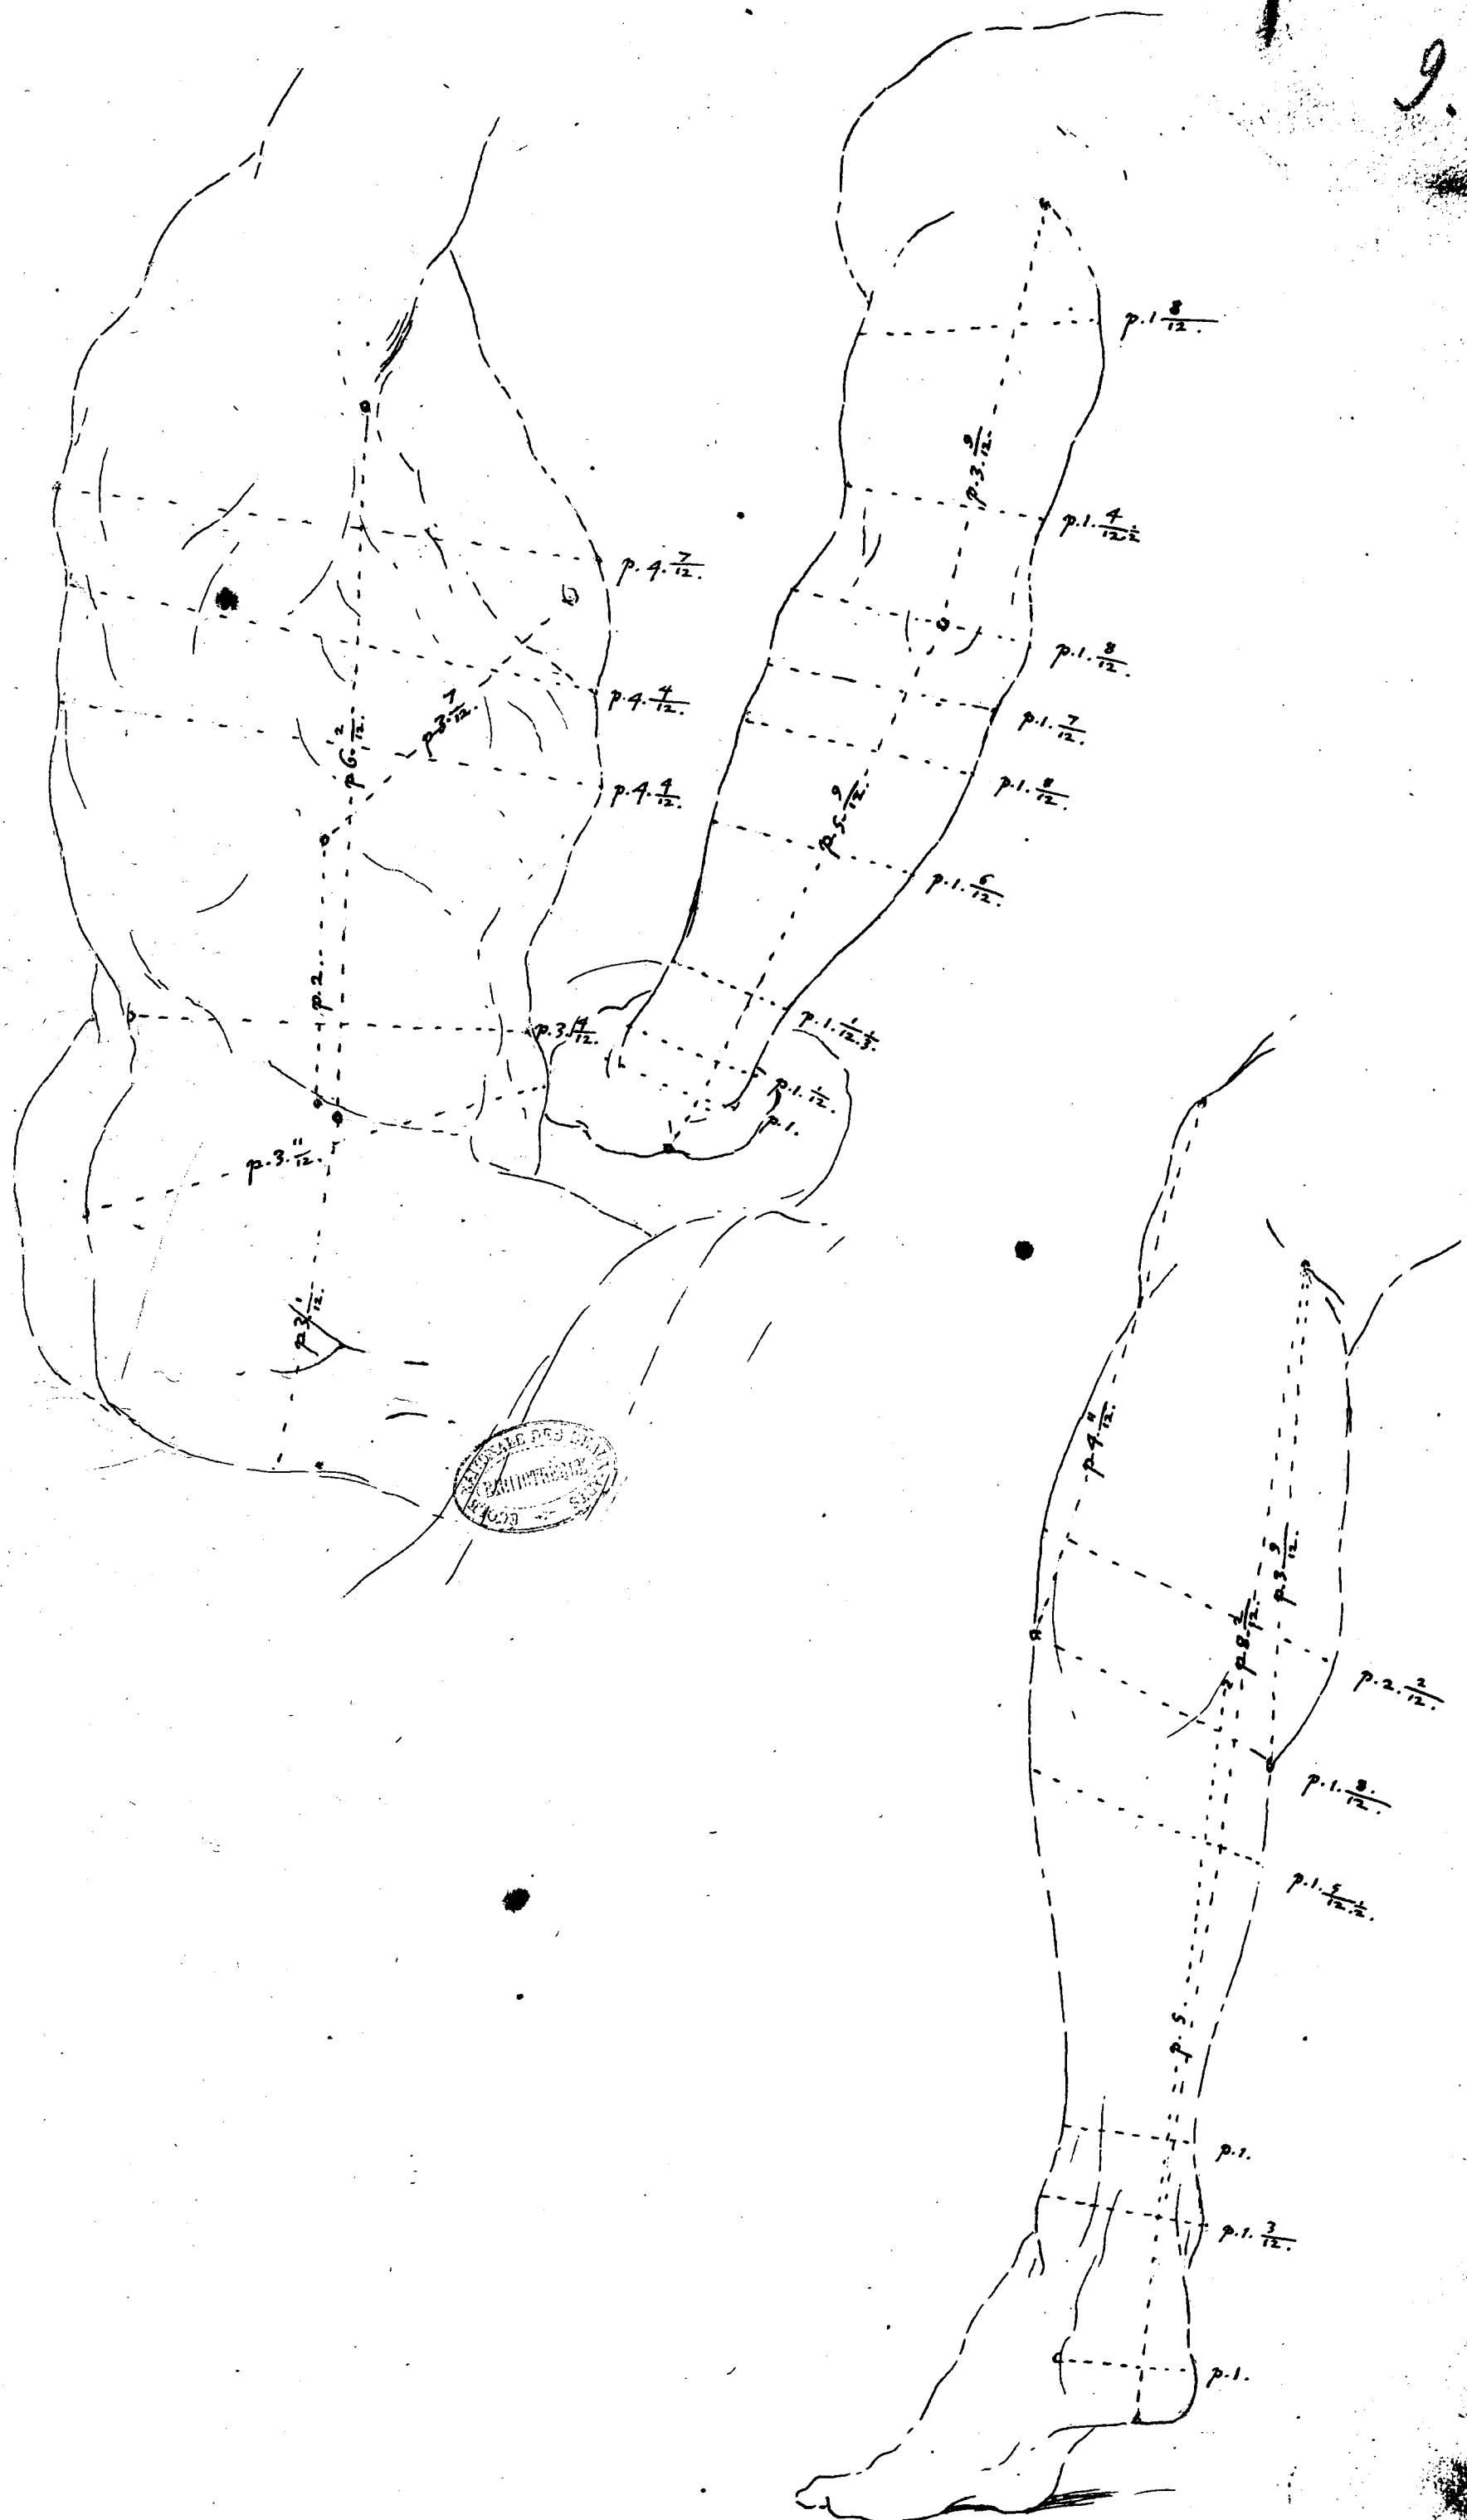 9.
p.1 8/12.
p.3. 9/12.
p.1. 4/12. 1/2
p.4. 7/12.
p.1. 8/12.
p.4. 4/12.
p.3. 1/12.
p.6. 2/12.
p.1. 7/12.
p.4. 4/12.
p.1. 8/12.
p.5. 9/12.
p.1. 6/12.
p.2.
p.3. 4/12.
p.1. 1/12. 1/3.
p.1. 1/12.
p.1.
p.3. 11/12.
p.3. 1/12.
p.4. 11/12.
BIBLIOTHÈQUE
p.3. 9/12.
p.8. 2/12.
p.2. 2/12.
p.1. 8/12.
p.1. 5/12. 1/2.
p.5.
p.1.
p.1. 3/12.
p.1.